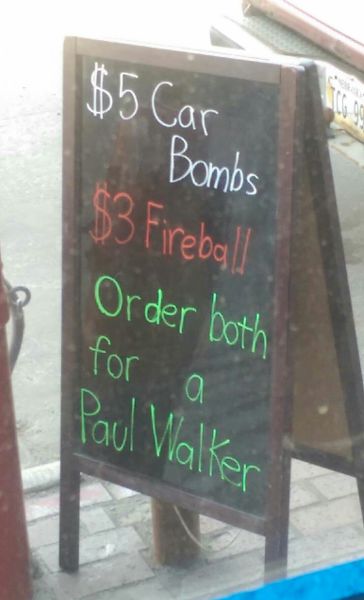 $5 Car
Bombs
$3 Fireball
Order both
for a
Paul Walker